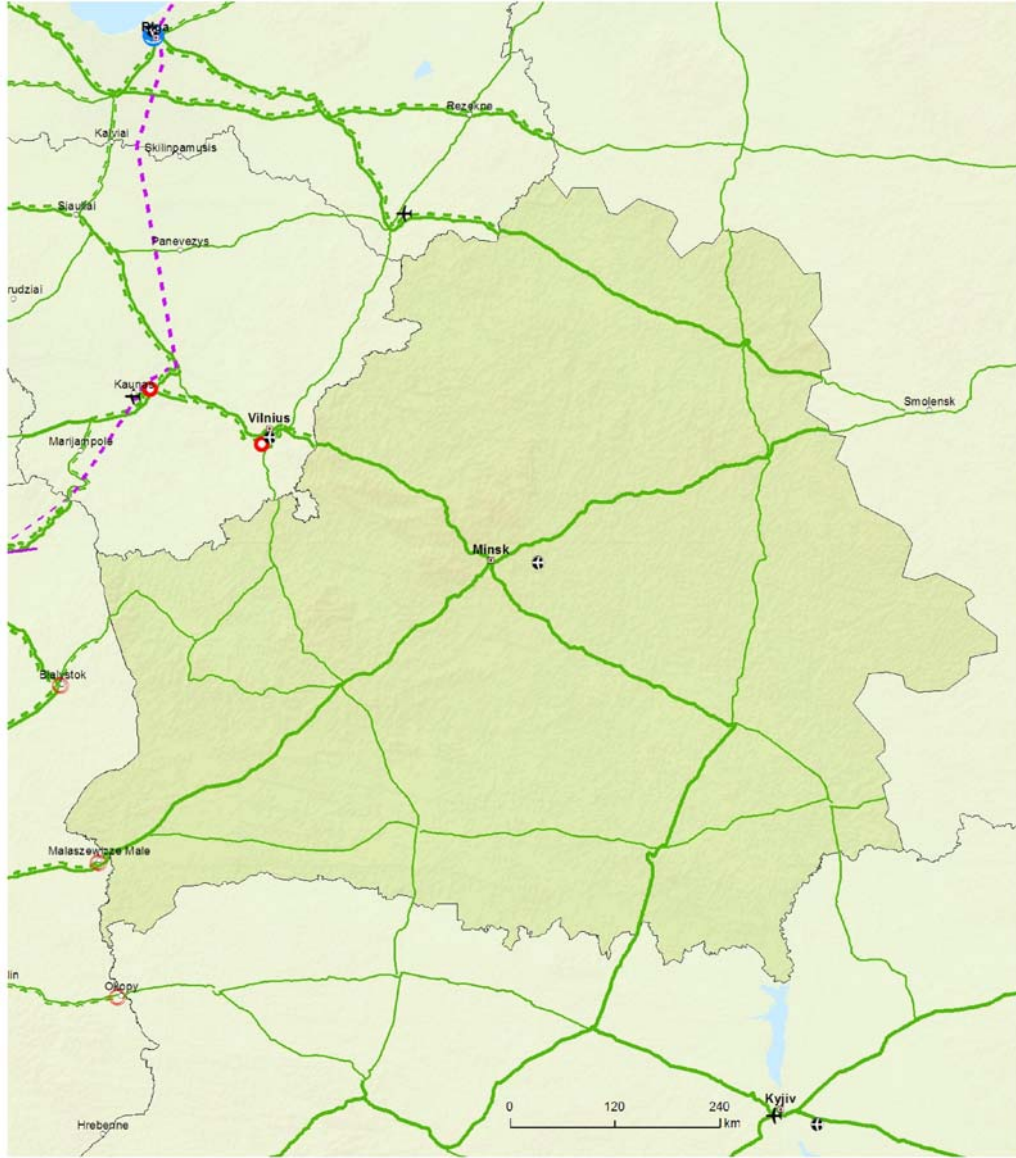 Riga
Rezekne
Kalviai
Skilinpamusis
Siauliai
Panevezys
rudziai
Kaunas
Smolensk
Vilnius
Marijampole
Minsk
Bialystok
Malaszewicze Male
lin
Okopy
0 120 240
km
Kyjiv
Hrebenne